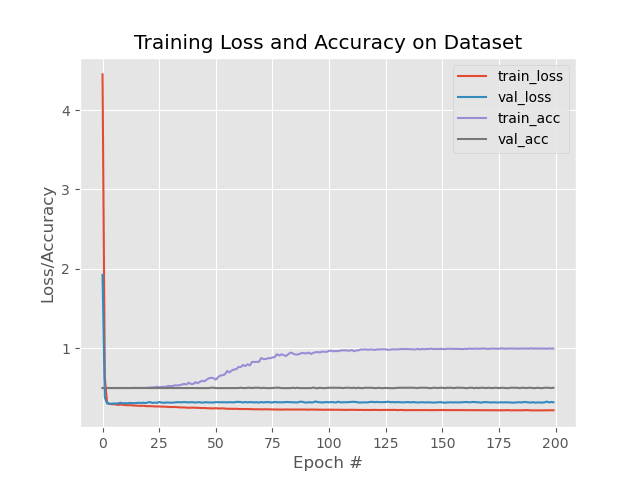 Training Loss and Accuracy on Dataset
train_loss
val_loss
train_acc
val_acc
Loss/Accuracy
4
3
2
1
0 25 50 75 100 125 150 175 200
Epoch #